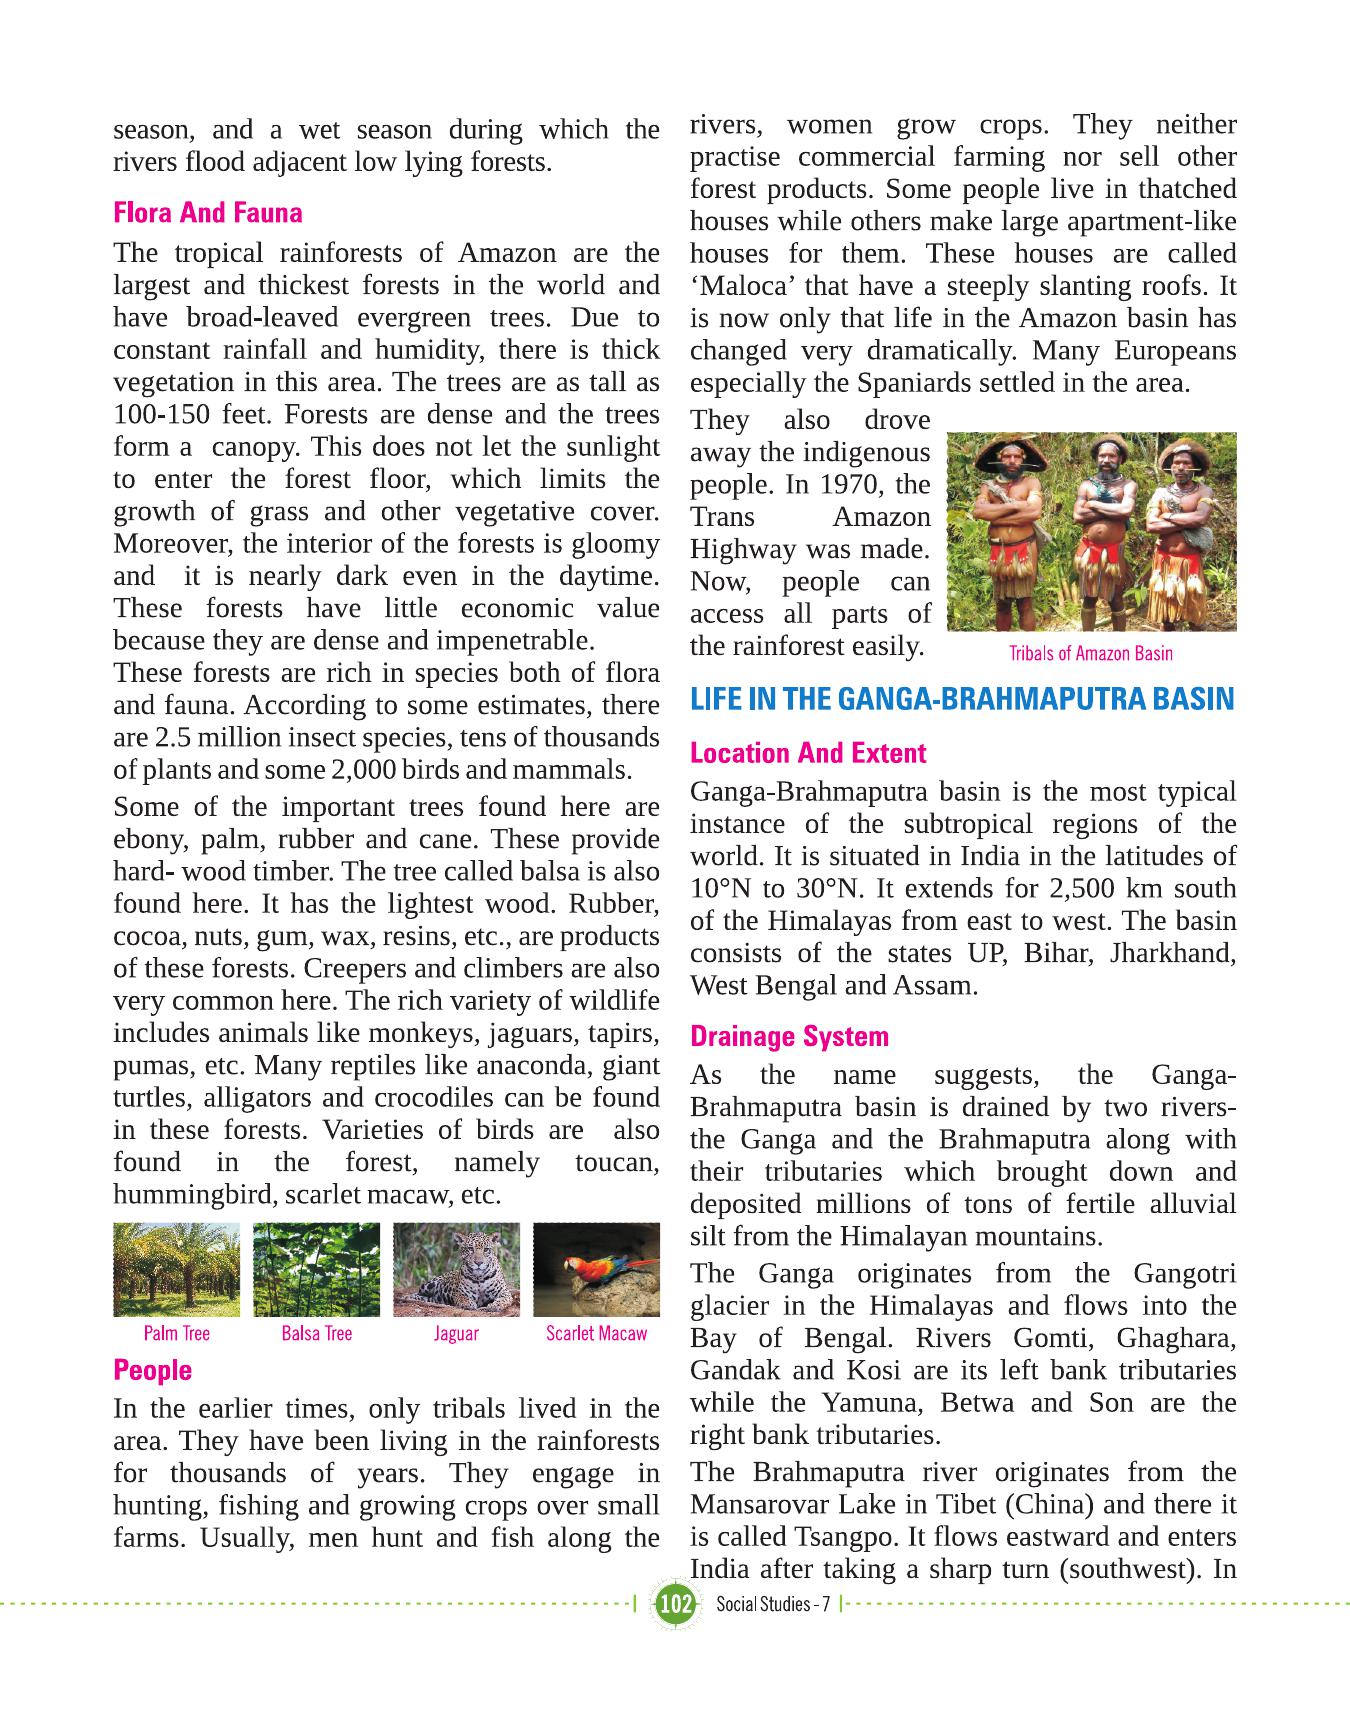 season, and a wet season during which the
rivers flood adjacent low lying forests.
Flora And Fauna
The tropical rainforests of Amazon are the
largest and thickest forests in the world and
have broad-leaved evergreen trees. Due to
constant rainfall and humidity, there is thick
vegetation in this area. The trees are as tall as
100-150 feet. Forests are dense and the trees
form a canopy. This does not let the sunlight
to enter the forest floor, which limits the
growth of grass and other vegetative cover.
Moreover, the interior of the forests is gloomy
and it is nearly dark even in the daytime.
These forests have little economic value
because they are dense and impenetrable.
These forests are rich in species both of flora
and fauna. According to some estimates, there
are 2.5 million insect species, tens of thousands
of plants and some 2,000 birds and mammals.
Some of the important trees found here are
ebony, palm, rubber and cane. These provide
hard- wood timber. The tree called balsa is also
found here. It has the lightest wood. Rubber,
cocoa, nuts, gum, wax, resins, etc., are products
of these forests. Creepers and climbers are also
very common here. The rich variety of wildlife
includes animals like monkeys, jaguars, tapirs,
pumas, etc. Many reptiles like anaconda, giant
turtles, alligators and crocodiles can be found
in these forests. Varieties of birds are also
found in the forest, namely toucan,
hummingbird, scarlet macaw, etc.
Palm Tree
Balsa Tree
Jaguar
Scarlet Macaw
People
In the earlier times, only tribals lived in the
area. They have been living in the rainforests
for thousands of years. They engage in
hunting, fishing and growing crops over small
farms. Usually, men hunt and fish along the
rivers, women grow crops. They neither
practise commercial farming nor sell other
forest products. Some people live in thatched
houses while others make large apartment-like
houses for them. These houses are called
‘Maloca’ that have a steeply slanting roofs. It
is now only that life in the Amazon basin has
changed very dramatically. Many Europeans
especially the Spaniards settled in the area.
They also drove
away the indigenous
people. In 1970, the
Trans Amazon
Highway was made.
Now, people can
access all parts of
the rainforest easily.
Tribals of Amazon Basin
LIFE IN THE GANGA-BRAHMAPUTRA BASIN
Location And Extent
Ganga-Brahmaputra basin is the most typical
instance of the subtropical regions of the
world. It is situated in India in the latitudes of
10°N to 30°N. It extends for 2,500 km south
of the Himalayas from east to west. The basin
consists of the states UP, Bihar, Jharkhand,
West Bengal and Assam.
Drainage System
As the name suggests, the Ganga-
Brahmaputra basin is drained by two rivers-
the Ganga and the Brahmaputra along with
their tributaries which brought down and
deposited millions of tons of fertile alluvial
silt from the Himalayan mountains.
The Ganga originates from the Gangotri
glacier in the Himalayas and flows into the
Bay of Bengal. Rivers Gomti, Ghaghara,
Gandak and Kosi are its left bank tributaries
while the Yamuna, Betwa and Son are the
right bank tributaries.
The Brahmaputra river originates from the
Mansarovar Lake in Tibet (China) and there it
is called Tsangpo. It flows eastward and enters
India after taking a sharp turn (southwest). In
102 Social Studies - 7